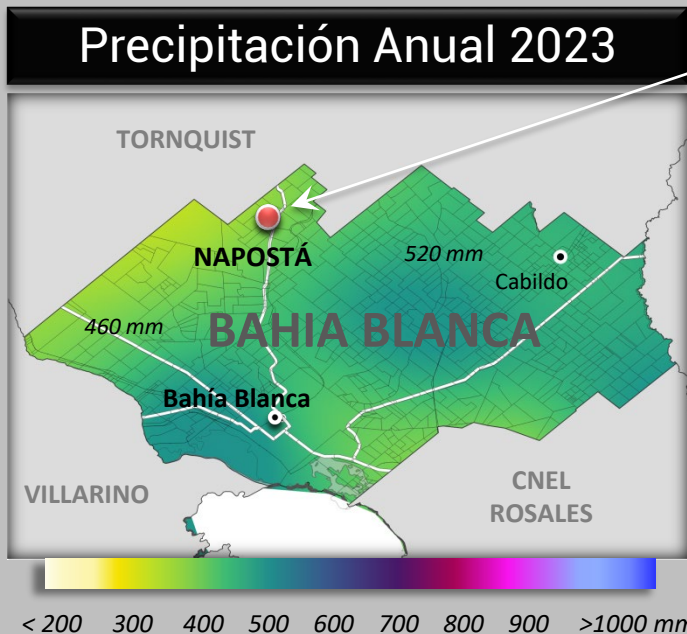 Precipitación Anual 2023
TORNQUIST
NAPOSTÁ
520 mm
Cabildo
460 mm
BAHIA BLANCA
Bahía Blanca
VILLARINO
CNEL
ROSALES
< 200 300 400 500 600 700 800 900 >1000 mm